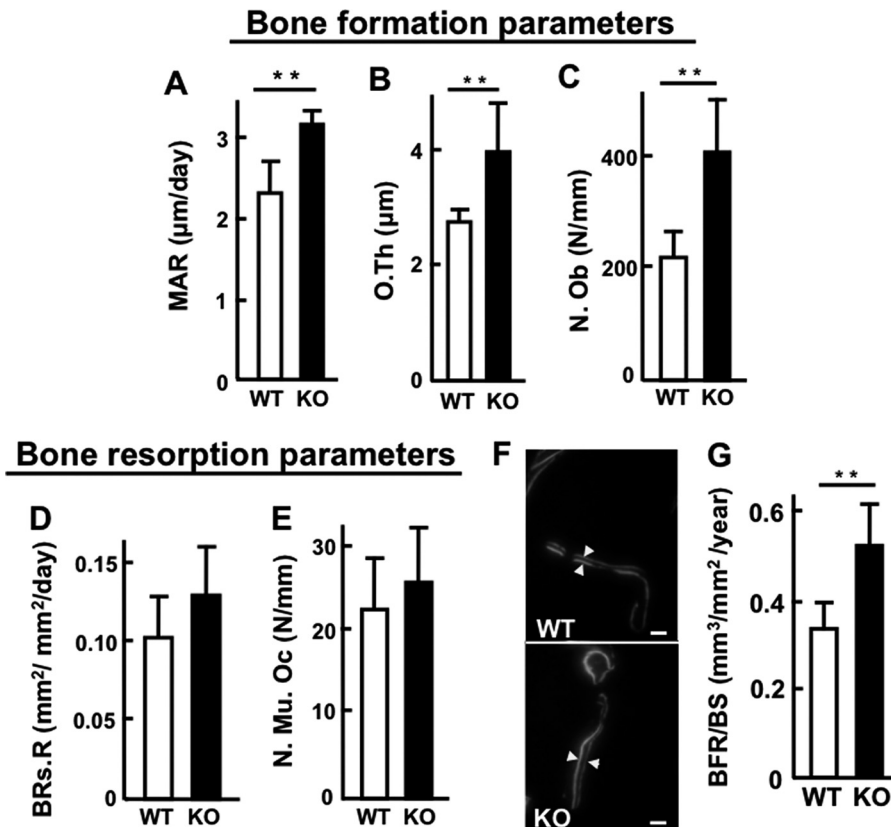 Bone formation parameters
A
**
MAR (µm/day)
3
2
1
0
WT KO
B
**
O.Th (µm)
4
2
0
WT KO
C
**
N. Ob (N/mm)
400
200
0
WT KO
Bone resorption parameters
D
BRs.R (mm²/ mm²/day)
0.15
0.10
0.05
0
WT KO
E
N. Mu. Oc (N/mm)
30
20
10
0
WT KO
F
WT
KO
G
**
BFR/BS (mm³/mm² /year)
0.6
0.4
0.2
0
WT KO